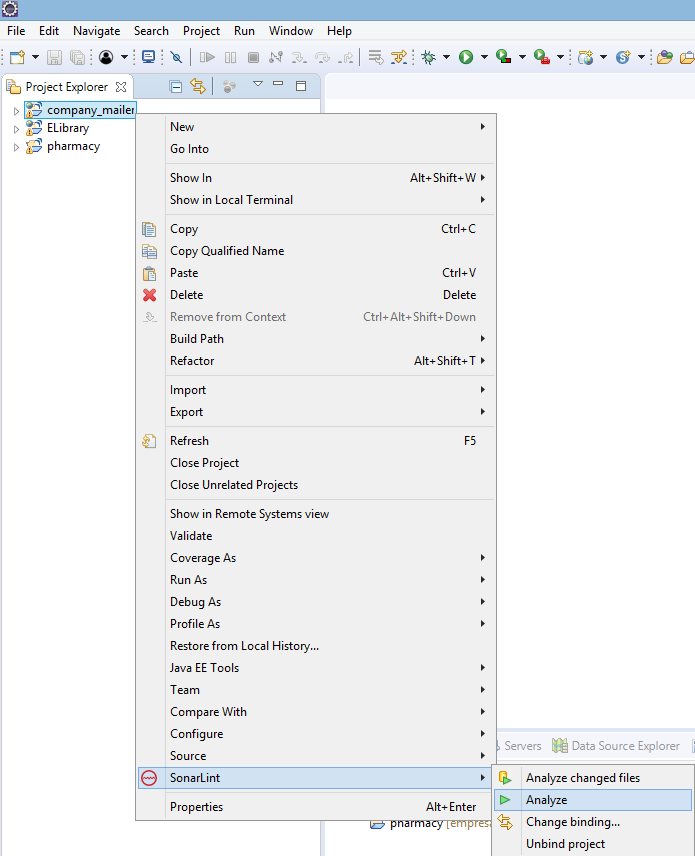 File Edit Navigate Search Project Run Window Help
Project Explorer
company_mailer
ELibrary
pharmacy
New
Go Into
Show In Alt+Shift+W
Show in Local Terminal
Copy Ctrl+C
Copy Qualified Name
Paste Ctrl+V
Delete Delete
Remove from Context Ctrl+Alt+Shift+Down
Build Path
Refactor Alt+Shift+T
Import
Export
Refresh F5
Close Project
Close Unrelated Projects
Show in Remote Systems view
Validate
Coverage As
Run As
Debug As
Profile As
Restore from Local History...
Java EE Tools
Team
Compare With
Configure
Source
SonarLint
Properties Alt+Enter
Servers Data Source Explorer
Analyze changed files
Analyze
Change binding...
Unbind project
pharmacy [empresa